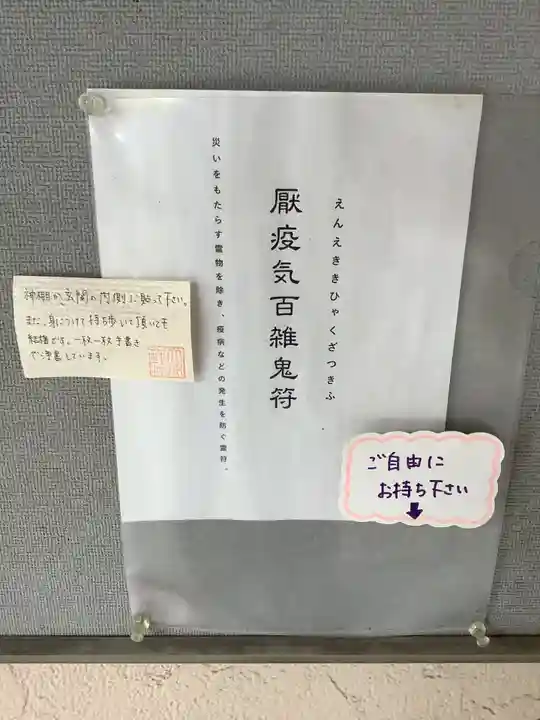 えんえききひゃくざつきふ
厭疫気百雑鬼符
災いをもたらす霊物を除き、疫病などの発生を防ぐ霊符。
神棚か、玄関の内側に貼って下さい。
また、身につけて持ち歩いて頂いても
結構です。一枚一枚手書き
で浄書しています。
ご自由に
お持ち下さい